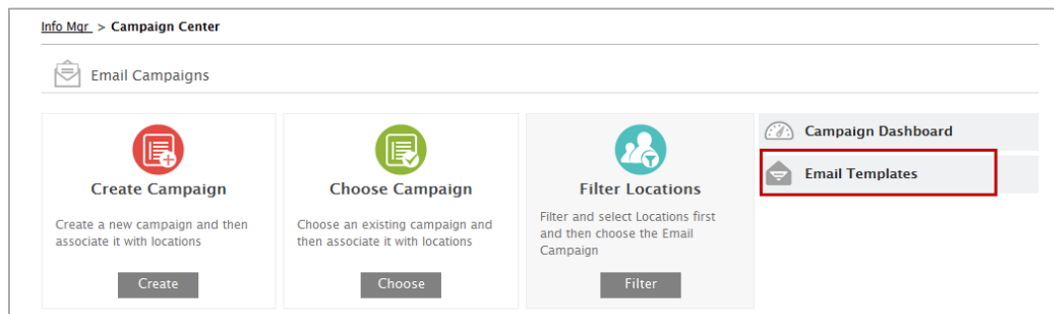 Info Mgr > Campaign Center
Email Campaigns
Create Campaign
Create a new campaign and then
associate it with locations
Create
Choose Campaign
Choose an existing campaign and
then associate it with locations
Choose
Filter Locations
Filter and select Locations first
and then choose the Email
Campaign
Filter
Campaign Dashboard
Email Templates